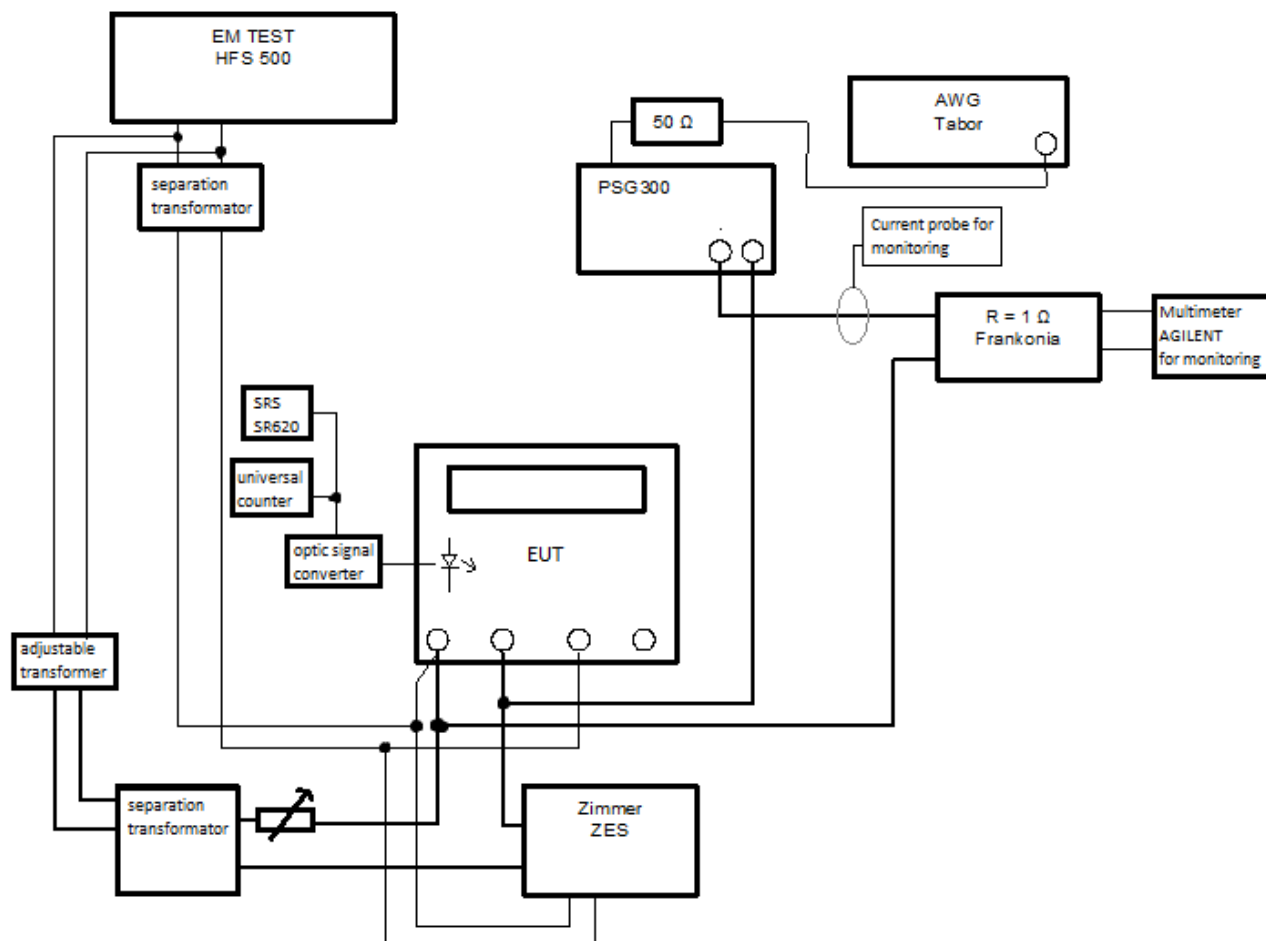 EM TEST
HFS 500
AWG
Tabor
50 Ω
separation
transformator
PSG300
Current probe for
monitoring
R = 1 Ω
Frankonia
Multimeter
AGILENT
for monitoring
SRS
SR620
universal
counter
optic signal
converter
EUT
adjustable
transformer
separation
transformator
Zimmer
ZES